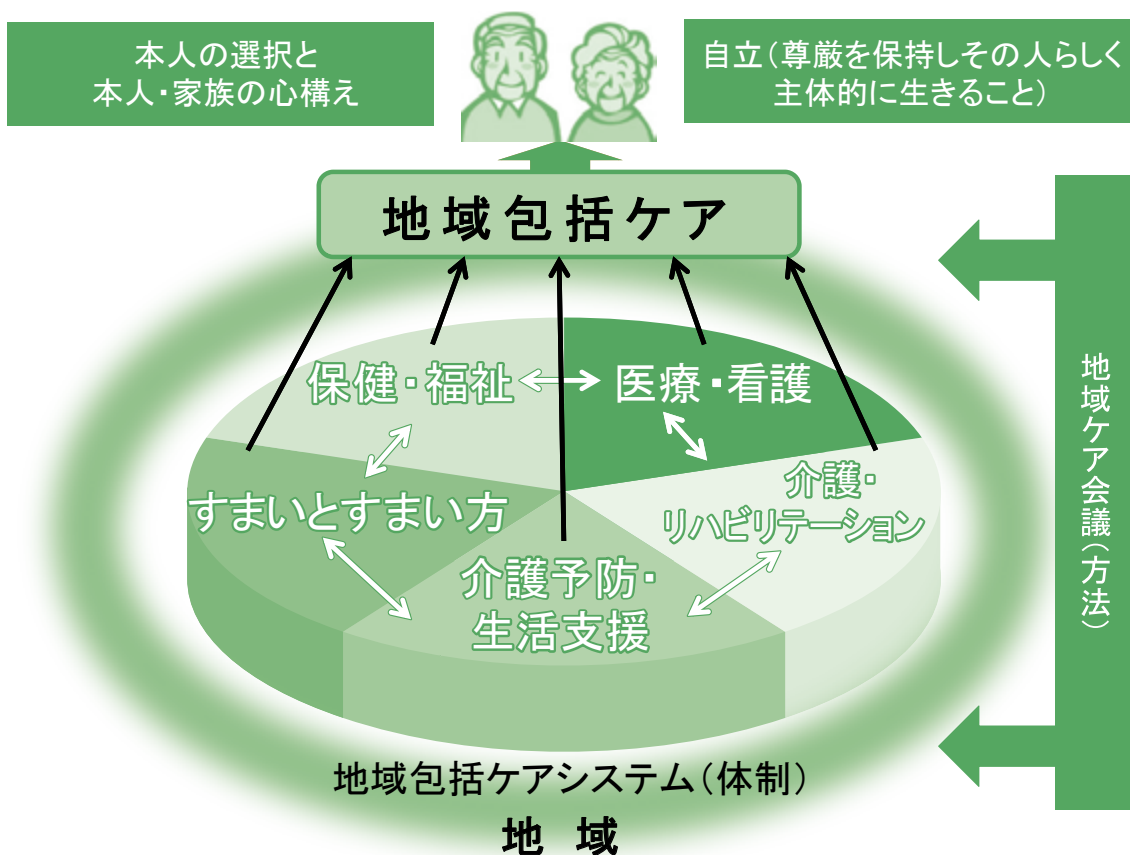 本人の選択と
本人・家族の心構え
自立（尊厳を保持しその人らしく
主体的に生きること）
地域包括ケア
保健・福祉
医療・看護
すまいとすまい方
介護・
リハビリテーション
介護予防・
生活支援
地域ケア会議（方法）
地域包括ケアシステム（体制）
地 域